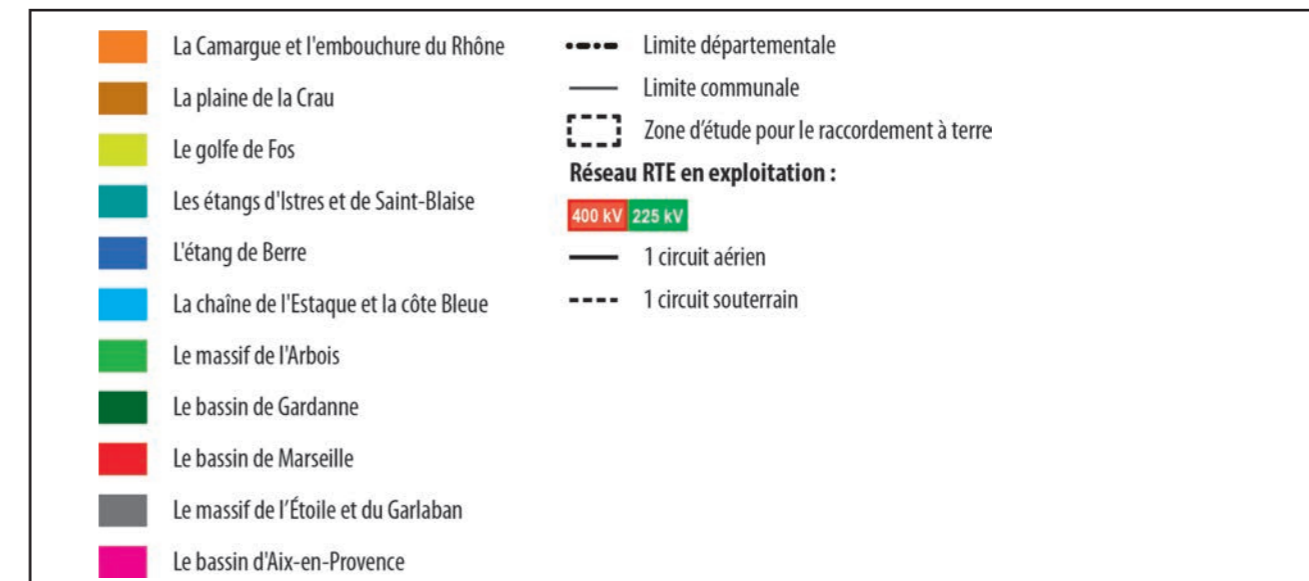 La Camargue et l'embouchure du Rhône
La plaine de la Crau
Le golfe de Fos
Les étangs d'Istres et de Saint-Blaise
L'étang de Berre
La chaîne de l'Estaque et la côte Bleue
Le massif de l'Arbois
Le bassin de Gardanne
Le bassin de Marseille
Le massif de l’Étoile et du Garlaban
Le bassin d'Aix-en-Provence
Limite départementale
Limite communale
Zone d’étude pour le raccordement à terre
Réseau RTE en exploitation :
400 kV 225 kV
1 circuit aérien
1 circuit souterrain